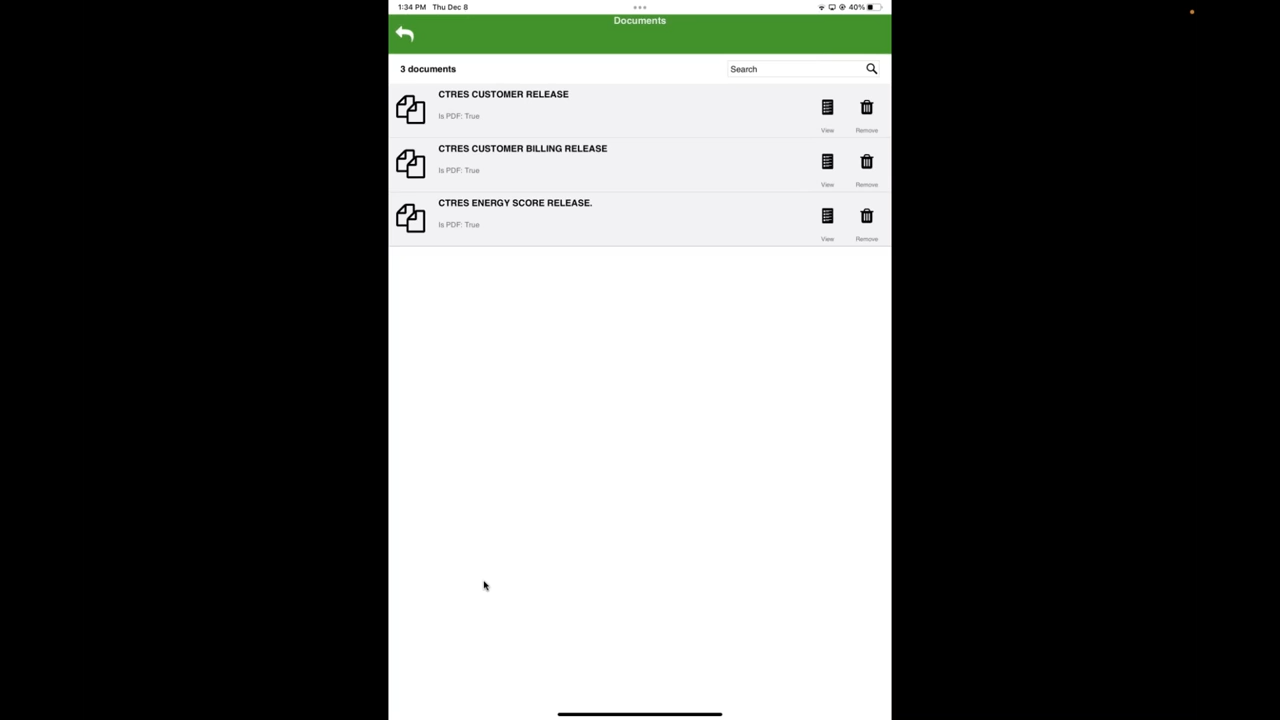 1:34 PM Thu Dec 8
40%
Documents
3 documents
Search
CTRES CUSTOMER RELEASE
Is PDF: True
View Remove
CTRES CUSTOMER BILLING RELEASE
Is PDF: True
View Remove
CTRES ENERGY SCORE RELEASE.
Is PDF: True
View Remove